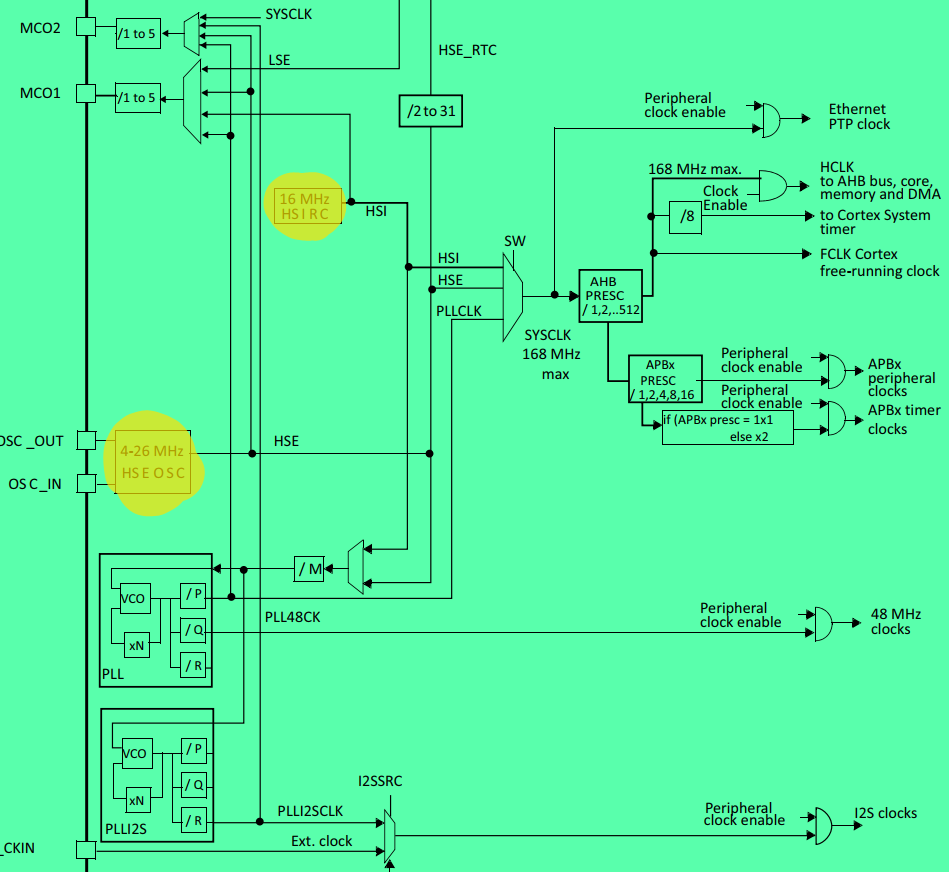 MCO2
/1 to 5
SYSCLK
LSE
HSE_RTC
MCO1
/1 to 5
/2 to 31
Peripheral
clock enable
Ethernet
PTP clock
16 MHz
HSI RC
HSI
168 MHz max.
Clock
Enable
/8
HCLK
to AHB bus, core,
memory and DMA
to Cortex System
timer
FCLK Cortex
free-running clock
SW
HSI
HSE
PLLCLK
SYSCLK
168 MHz
max
AHB
PRESC
/ 1,2,..512
APBx
PRESC
/ 1,2,4,8,16
Peripheral
clock enable
APBx
peripheral
clocks
Peripheral
clock enable
if (APBx presc = 1x1
else x2
APBx timer
clocks
OSC_OUT
4-26 MHz
HSE OSC
HSE
OSC_IN
/ M
VCO
/ P
xN
/ Q
/ R
PLL
PLL48CK
Peripheral
clock enable
48 MHz
clocks
VCO
/ P
xN
/ Q
/ R
PLLI2S
I2SSRC
PLLI2SCLK
Ext. clock
Peripheral
clock enable
I2S clocks
_CKIN